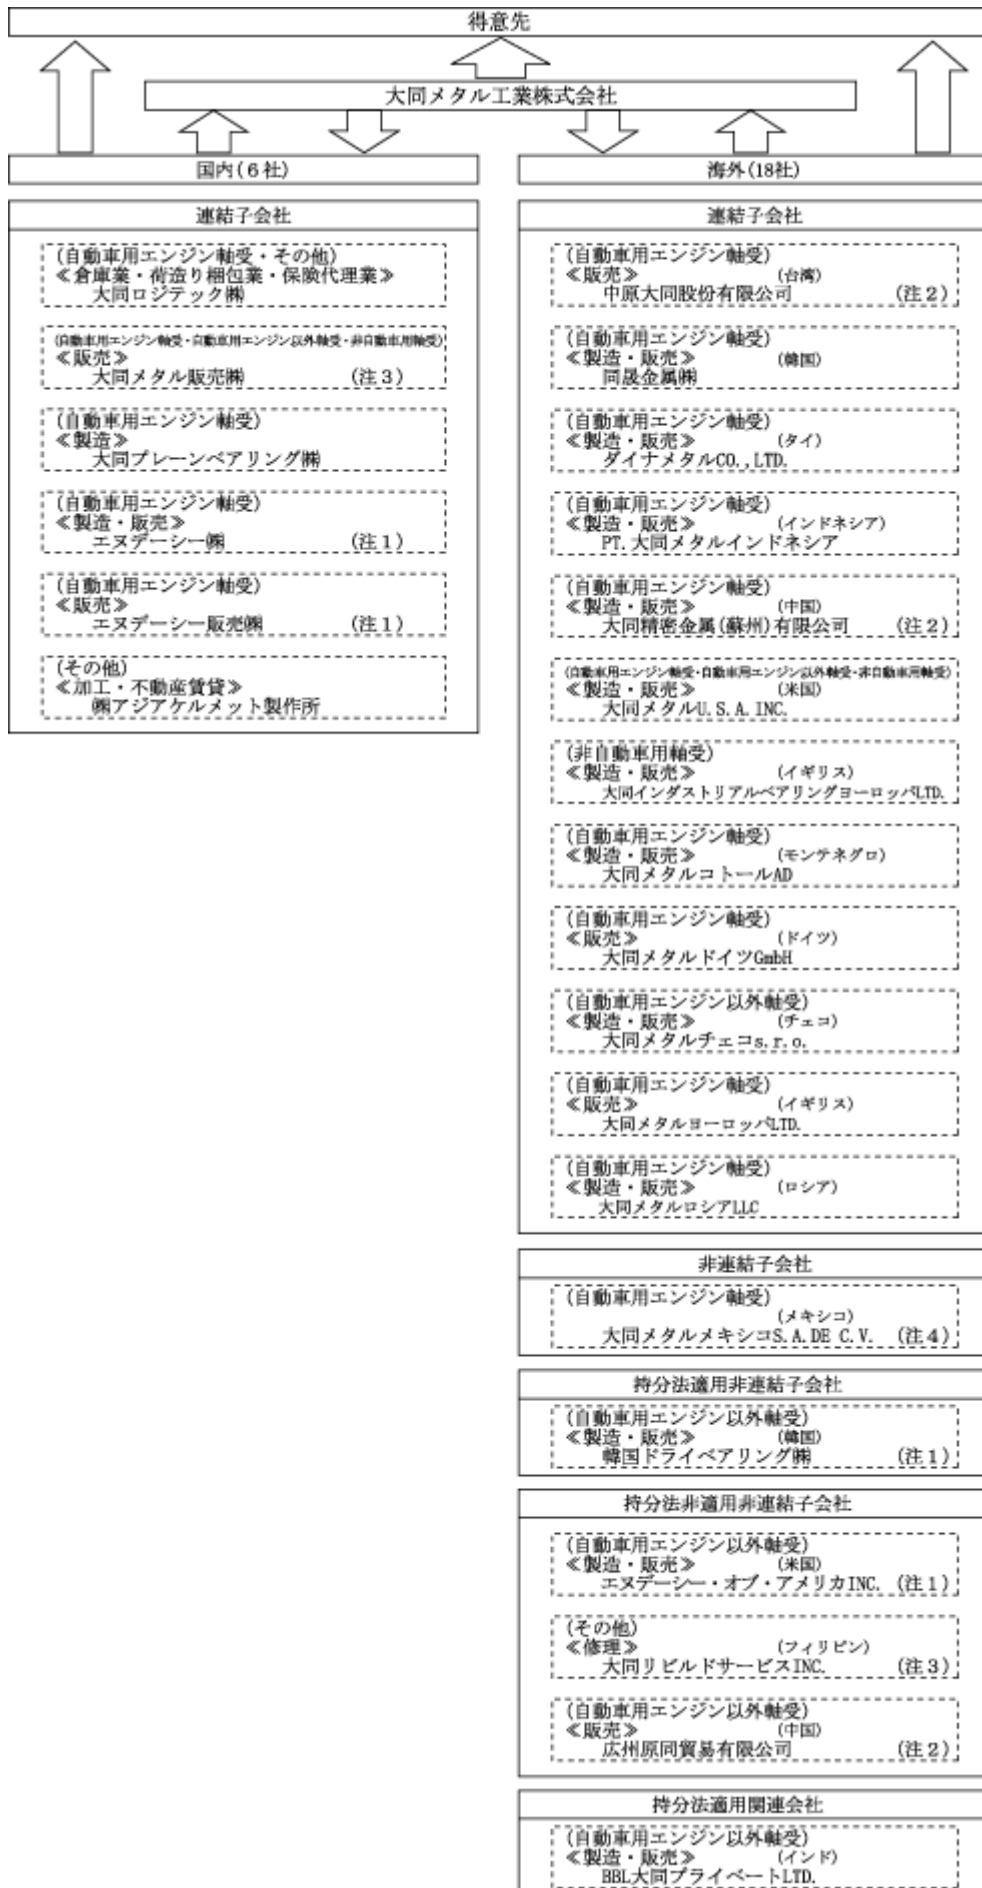 得意先
大同メタル工業株式会社
国内(6社)
連結子会社
(自動車用エンジン軸受・その他)
≪倉庫業・荷造り梱包業・保険代理業≫
大同ロジテック㈱
(自動車用エンジン軸受・自動車用エンジン以外軸受・非自動車用軸受)
≪販売≫
大同メタル販売㈱ (注3)
(自動車用エンジン軸受)
≪製造≫
大同プレーンベアリング㈱
(自動車用エンジン軸受)
≪製造・販売≫
エヌデーシー㈱ (注1)
(自動車用エンジン軸受)
≪販売≫
エヌデーシー販売㈱ (注1)
(その他)
≪加工・不動産賃貸≫
㈱アジアケルメット製作所
海外(18社)
連結子会社
(自動車用エンジン軸受)
≪販売≫ (台湾)
中原大同股份有限公司 (注2)
(自動車用エンジン軸受)
≪製造・販売≫ (韓国)
同晟金属㈱
(自動車用エンジン軸受)
≪製造・販売≫ (タイ)
ダイナメタルCO.,LTD.
(自動車用エンジン軸受)
≪製造・販売≫ (インドネシア)
PT.大同メタルインドネシア
(自動車用エンジン軸受)
≪製造・販売≫ (中国)
大同精密金属(蘇州)有限公司 (注2)
(自動車用エンジン軸受・自動車用エンジン以外軸受・非自動車用軸受)
≪製造・販売≫ (米国)
大同メタルU.S.A.INC.
(非自動車用軸受)
≪製造・販売≫ (イギリス)
大同インダストリアルベアリングヨーロッパLTD.
(自動車用エンジン軸受)
≪製造・販売≫ (モンテネグロ)
大同メタルコトールAD
(自動車用エンジン軸受)
≪販売≫ (ドイツ)
大同メタルドイツGmbH
(自動車用エンジン以外軸受)
≪製造・販売≫ (チェコ)
大同メタルチェコs.r.o.
(自動車用エンジン軸受)
≪販売≫ (イギリス)
大同メタルヨーロッパLTD.
(自動車用エンジン軸受)
≪製造・販売≫ (ロシア)
大同メタルロシアLLC
非連結子会社
(自動車用エンジン軸受)
(メキシコ)
大同メタルメキシコS.A.DE C.V. (注4)
持分法適用非連結子会社
(自動車用エンジン以外軸受)
≪製造・販売≫ (韓国)
韓国ドライベアリング㈱ (注1)
持分法非適用非連結子会社
(自動車用エンジン以外軸受)
≪製造・販売≫ (米国)
エヌデーシー・オブ・アメリカINC. (注1)
(その他)
≪修理≫ (フィリピン)
大同リビルドサービスINC. (注3)
(自動車用エンジン以外軸受)
≪販売≫ (中国)
広州原同貿易有限公司 (注2)
持分法適用関連会社
(自動車用エンジン以外軸受)
≪製造・販売≫ (インド)
BBL大同プライベートLTD.